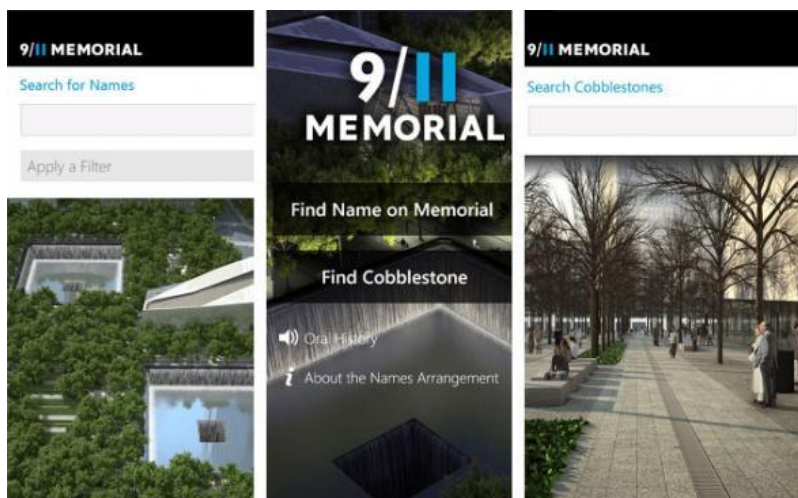 9/11 MEMORIAL
Search for Names
Apply a Filter
9/11
MEMORIAL
Find Name on Memorial
Find Cobblestone
Oral History
About the Names Arrangement
9/11 MEMORIAL
Search Cobblestones